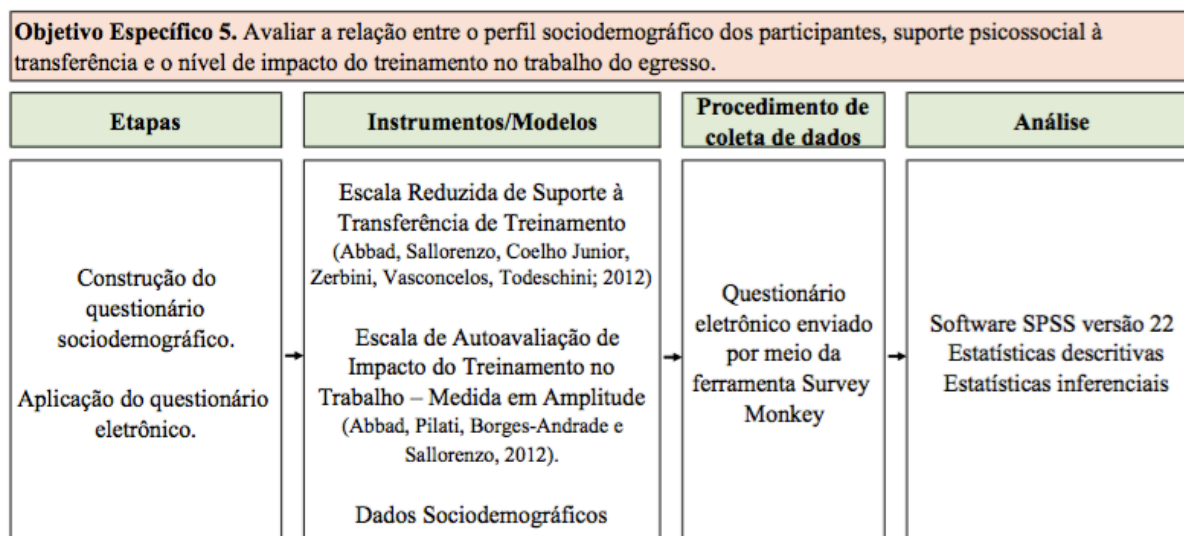 Objetivo Específico 5. Avaliar a relação entre o perfil sociodemográfico dos participantes, suporte psicossocial à
transferência e o nível de impacto do treinamento no trabalho do egresso.
Etapas
Instrumentos/Modelos
Procedimento de
coleta de dados
Análise
Construção do
questionário
sociodemográfico.
Aplicação do questionário
eletrônico.
Escala Reduzida de Suporte à
Transferência de Treinamento
(Abbad, Sallorenzo, Coelho Junior,
Zerbini, Vasconcelos, Todeschini; 2012)
Escala de Autoavaliação de
Impacto do Treinamento no
Trabalho – Medida em Amplitude
(Abbad, Pilati, Borges-Andrade e
Sallorenzo, 2012).
Dados Sociodemográficos
Questionário
eletrônico enviado
por meio da
ferramenta Survey
Monkey
Software SPSS versão 22
Estatísticas descritivas
Estatísticas inferenciais